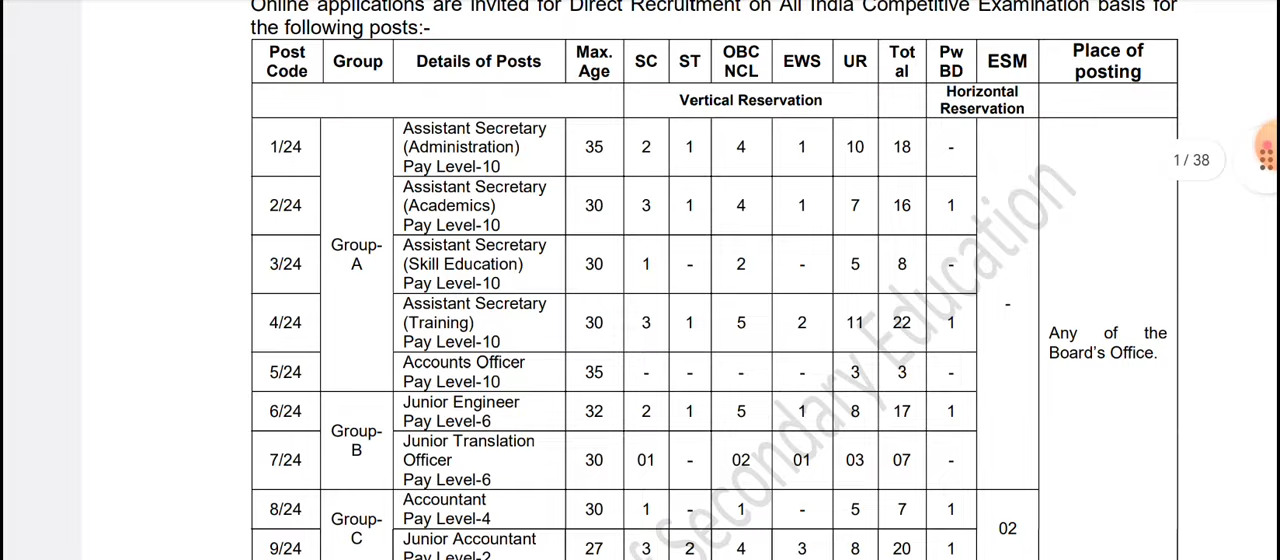 Online applications are invited for Direct Recruitment on All India Competitive Examination basis for
the following posts:-
Post Code | Group | Details of Posts | Max. Age | SC | ST | OBC NCL | EWS | UR | Tot al | Pw BD | ESM | Place of posting
Vertical Reservation | Horizontal Reservation
1/24 | Group-A | Assistant Secretary (Administration) Pay Level-10 | 35 | 2 | 1 | 4 | 1 | 10 | 18 | - | - | Any of the Board's Office.
2/24 | Assistant Secretary (Academics) Pay Level-10 | 30 | 3 | 1 | 4 | 1 | 7 | 16 | 1
3/24 | Assistant Secretary (Skill Education) Pay Level-10 | 30 | 1 | - | 2 | - | 5 | 8 | -
4/24 | Assistant Secretary (Training) Pay Level-10 | 30 | 3 | 1 | 5 | 2 | 11 | 22 | 1
5/24 | Accounts Officer Pay Level-10 | 35 | - | - | - | - | 3 | 3 | -
6/24 | Group-B | Junior Engineer Pay Level-6 | 32 | 2 | 1 | 5 | 1 | 8 | 17 | 1
7/24 | Junior Translation Officer Pay Level-6 | 30 | 01 | - | 02 | 01 | 03 | 07 | -
8/24 | Group-C | Accountant Pay Level-4 | 30 | 1 | - | 1 | - | 5 | 7 | 1 | 02
9/24 | Junior Accountant Pay Level-2 | 27 | 3 | 2 | 4 | 3 | 8 | 20 | 1
1 / 38
of Secondary Education